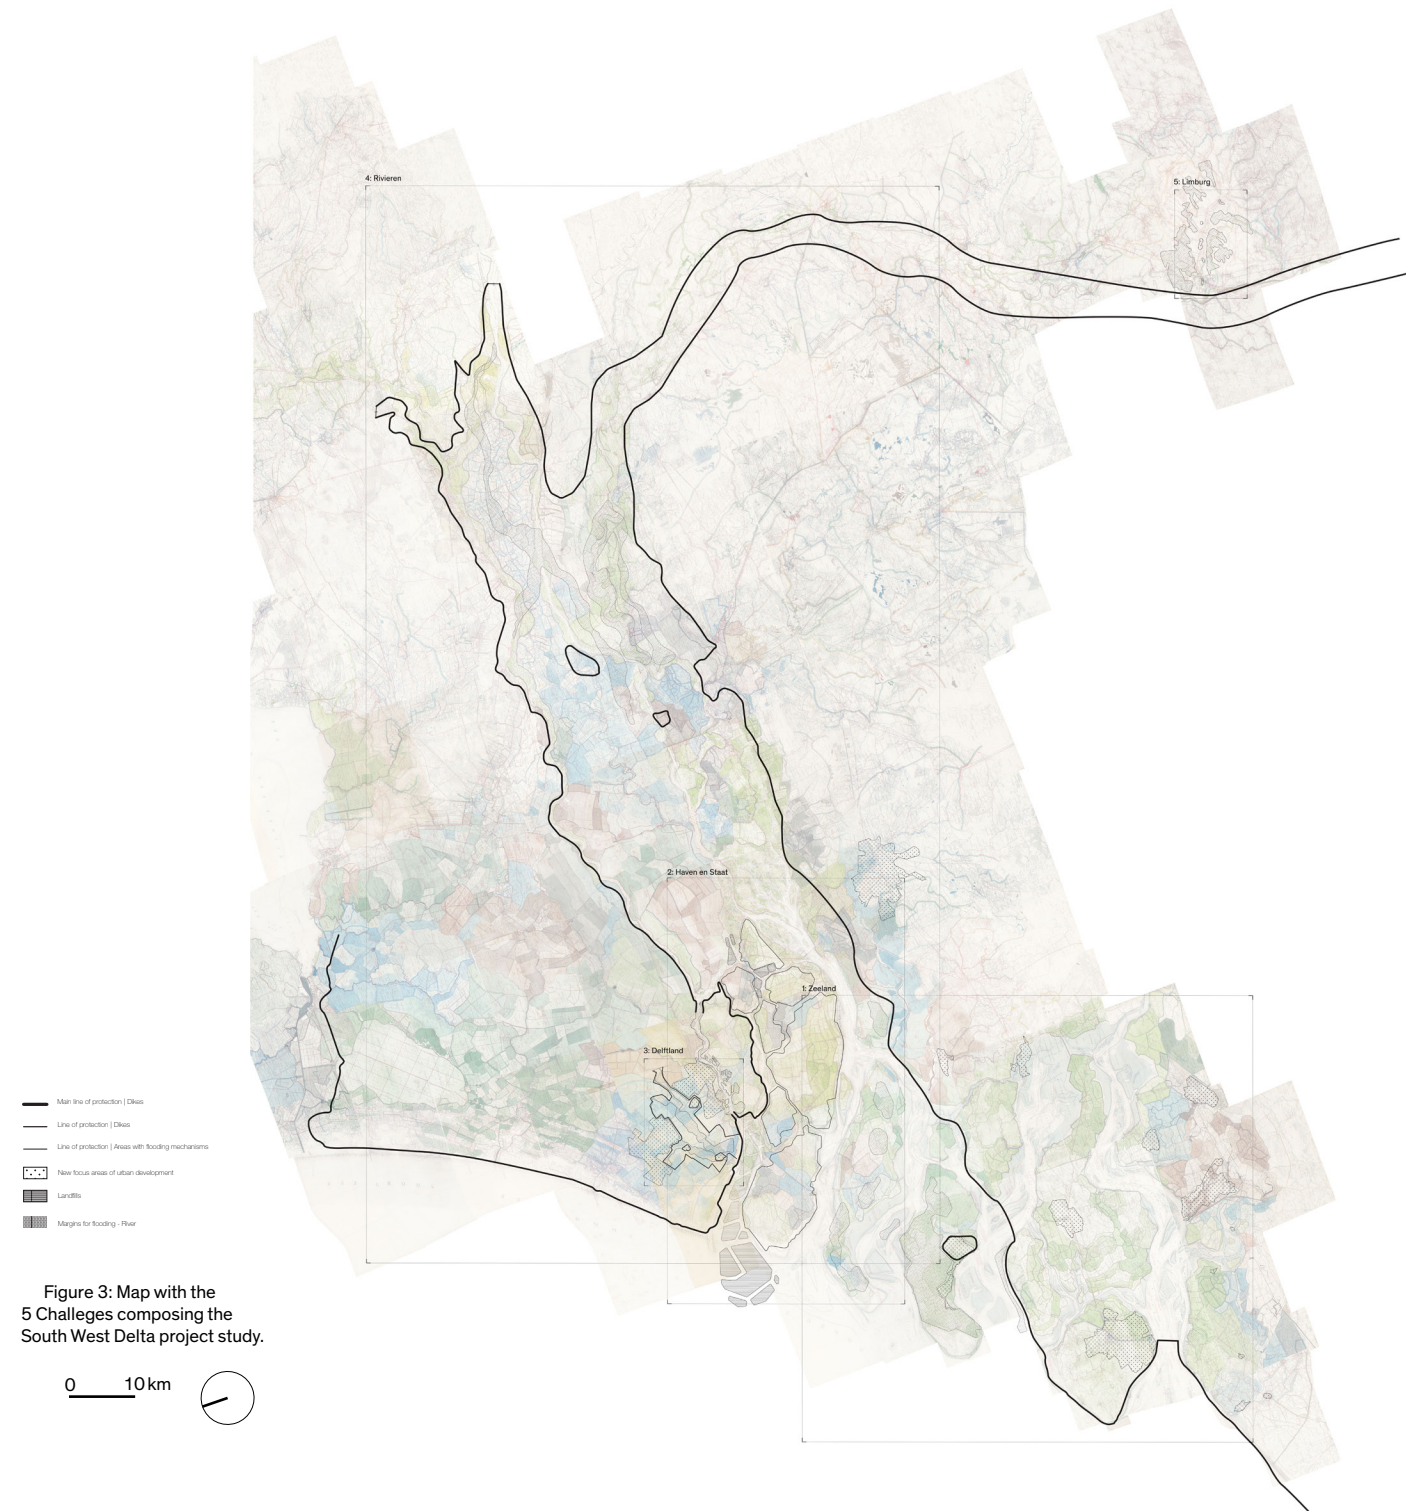 4: Rivieren
5: Limburg
2: Haven en Staat
1: Zeeland
3: Delftland
Main line of protection | Dikes
Line of protection | Dikes
Line of protection | Areas with flooding mechanisms
New focus areas of urban development
Landfills
Margins for flooding - River
Figure 3: Map with the
5 Challeges composing the
South West Delta project study.
0 10 km